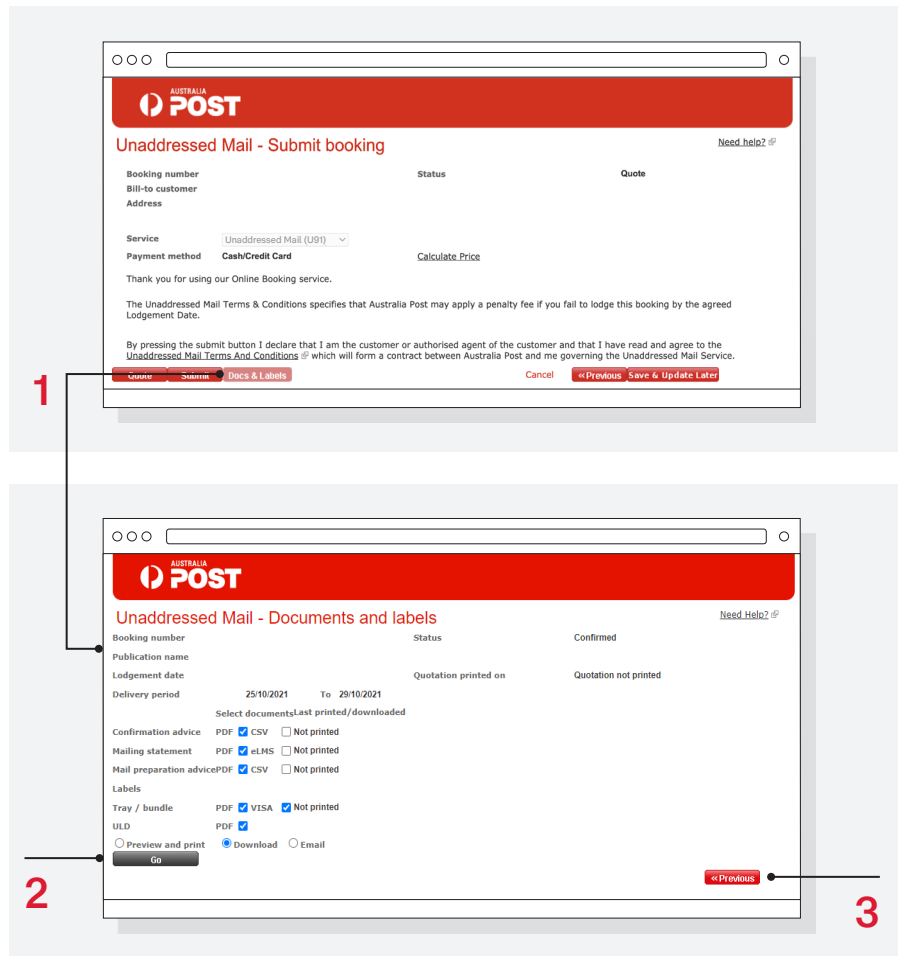 AUSTRALIA
POST
Unaddressed Mail - Submit booking
Need help?
Booking number
Status
Quote
Bill-to customer
Address
Service
Unaddressed Mail (U91)
Payment method
Cash/Credit Card
Calculate Price
Thank you for using our Online Booking service.
The Unaddressed Mail Terms & Conditions specifies that Australia Post may apply a penalty fee if you fail to lodge this booking by the agreed
Lodgement Date.
By pressing the submit button I declare that I am the customer or authorised agent of the customer and that I have read and agree to the
Unaddressed Mail Terms And Conditions which will form a contract between Australia Post and me governing the Unaddressed Mail Service.
Quote
Submit
Docs & Labels
Cancel
«Previous
Save & Update Later
1
AUSTRALIA
POST
Unaddressed Mail - Documents and labels
Need Help?
Booking number
Status
Confirmed
Publication name
Lodgement date
Quotation printed on
Quotation not printed
Delivery period
25/10/2021 To 29/10/2021
Select documents Last printed/downloaded
Confirmation advice PDF CSV Not printed
Mailing statement PDF eLMS Not printed
Mail preparation advice PDF CSV Not printed
Labels
Tray / bundle PDF VISA Not printed
ULD PDF
Preview and print Download Email
Go
«Previous
2
3